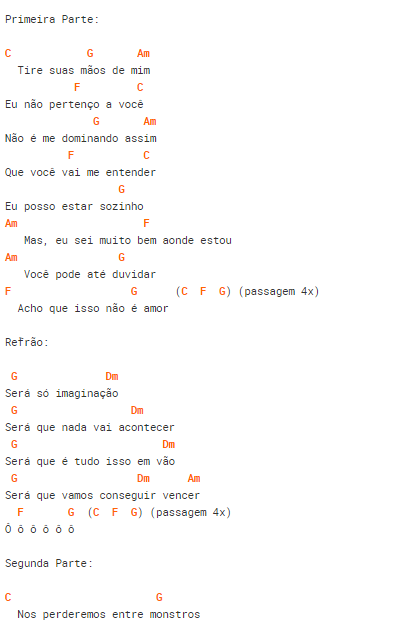 Primeira Parte:
C G Am
Tire suas mãos de mim
F C
Eu não pertenço a você
G Am
Não é me dominando assim
F C
Que você vai me entender
G
Eu posso estar sozinho
Am F
Mas, eu sei muito bem aonde estou
Am G
Você pode até duvidar
F G (C F G) (passagem 4x)
Acho que isso não é amor
Refrão:
G Dm
Será só imaginação
G Dm
Será que nada vai acontecer
G Dm
Será que é tudo isso em vão
G Dm Am
Será que vamos conseguir vencer
F G (C F G) (passagem 4x)
Ô ô ô ô ô ô
Segunda Parte:
C G
Nos perderemos entre monstros